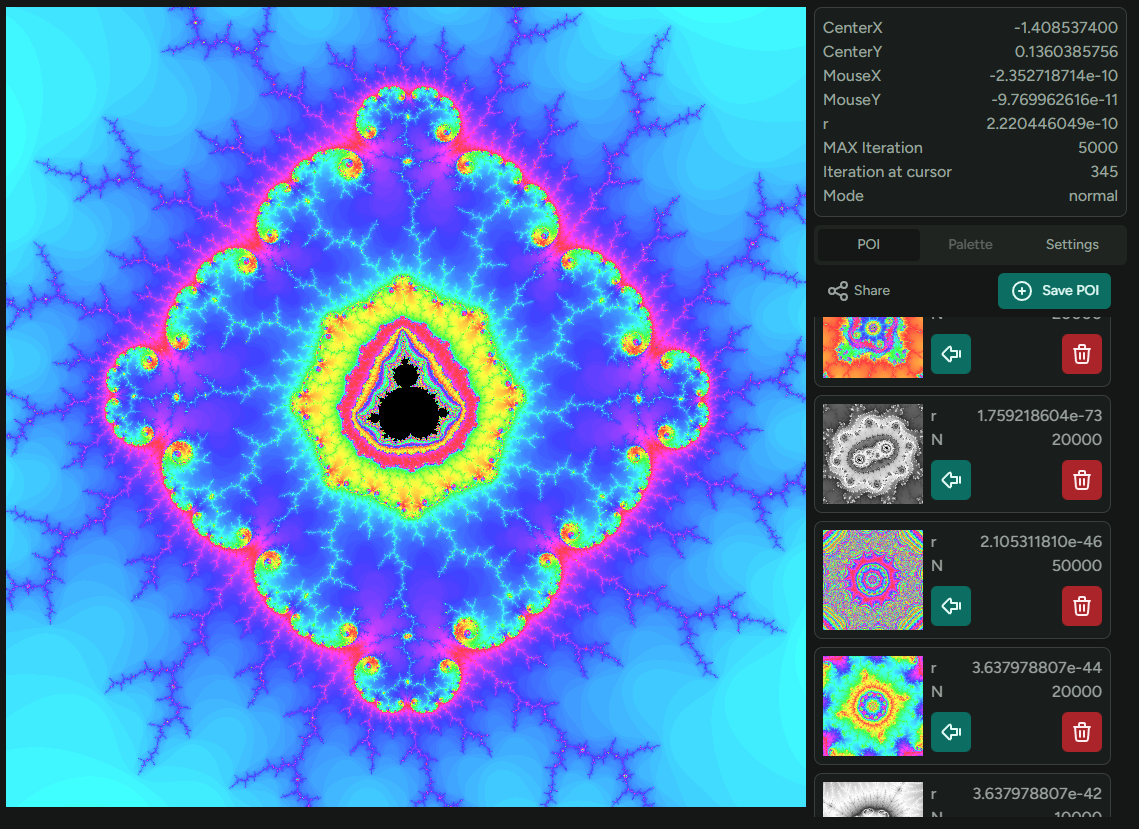 CenterX -1.408537400
CenterY 0.1360385756
MouseX -2.352718714e-10
MouseY -9.769962616e-11
r 2.220446049e-10
MAX Iteration 5000
Iteration at cursor 345
Mode normal
POI Palette Settings
Share Save POI
N 20000
r 1.759218604e-73
N 20000
r 2.105311810e-46
N 50000
r 3.637978807e-44
N 20000
r 3.637978807e-42
N 10000